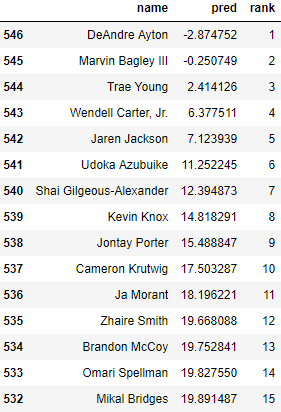 name pred rank
546 DeAndre Ayton -2.874752 1
545 Marvin Bagley III -0.250749 2
544 Trae Young 2.414126 3
543 Wendell Carter, Jr. 6.377511 4
542 Jaren Jackson 7.123939 5
541 Udoka Azubuike 11.252245 6
540 Shai Gilgeous-Alexander 12.394873 7
539 Kevin Knox 14.818291 8
538 Jontay Porter 15.488847 9
537 Cameron Krutwig 17.503287 10
536 Ja Morant 18.196221 11
535 Zhaire Smith 19.668088 12
534 Brandon McCoy 19.752841 13
533 Omari Spellman 19.827550 14
532 Mikal Bridges 19.891487 15